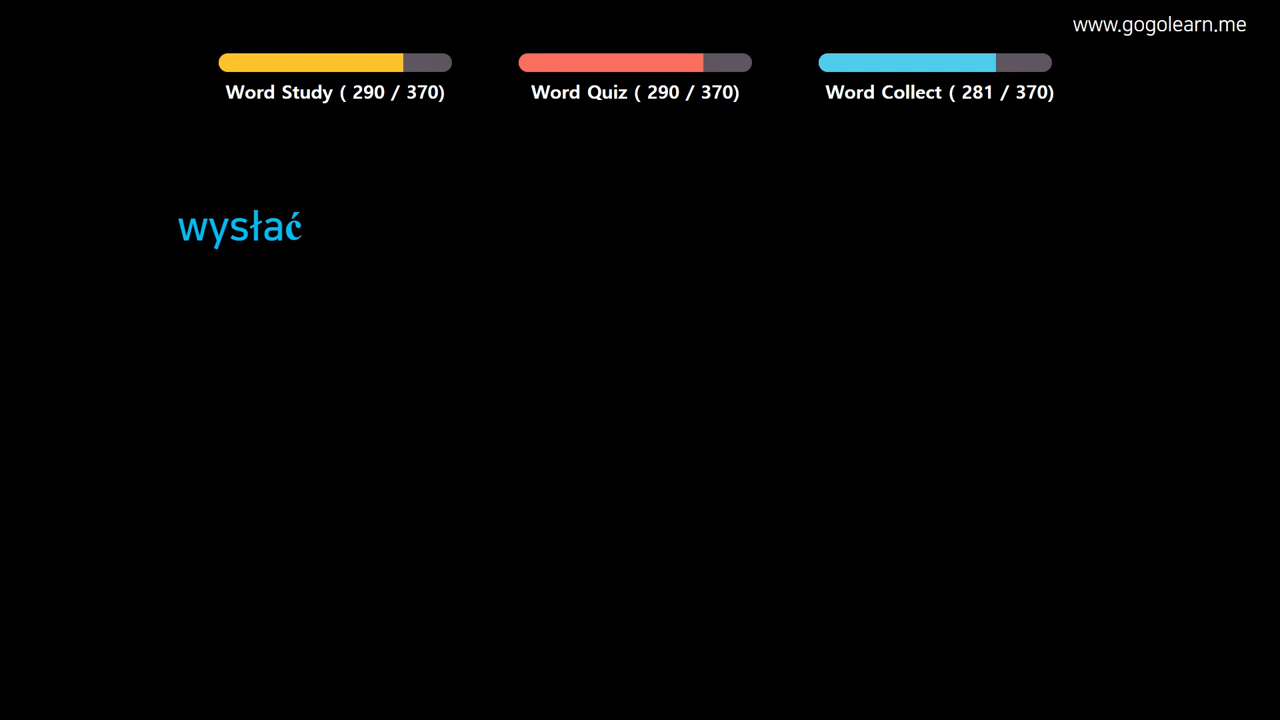 www.gogolearn.me
Word Study ( 290 / 370)
Word Quiz ( 290 / 370)
Word Collect ( 281 / 370)
wysłać